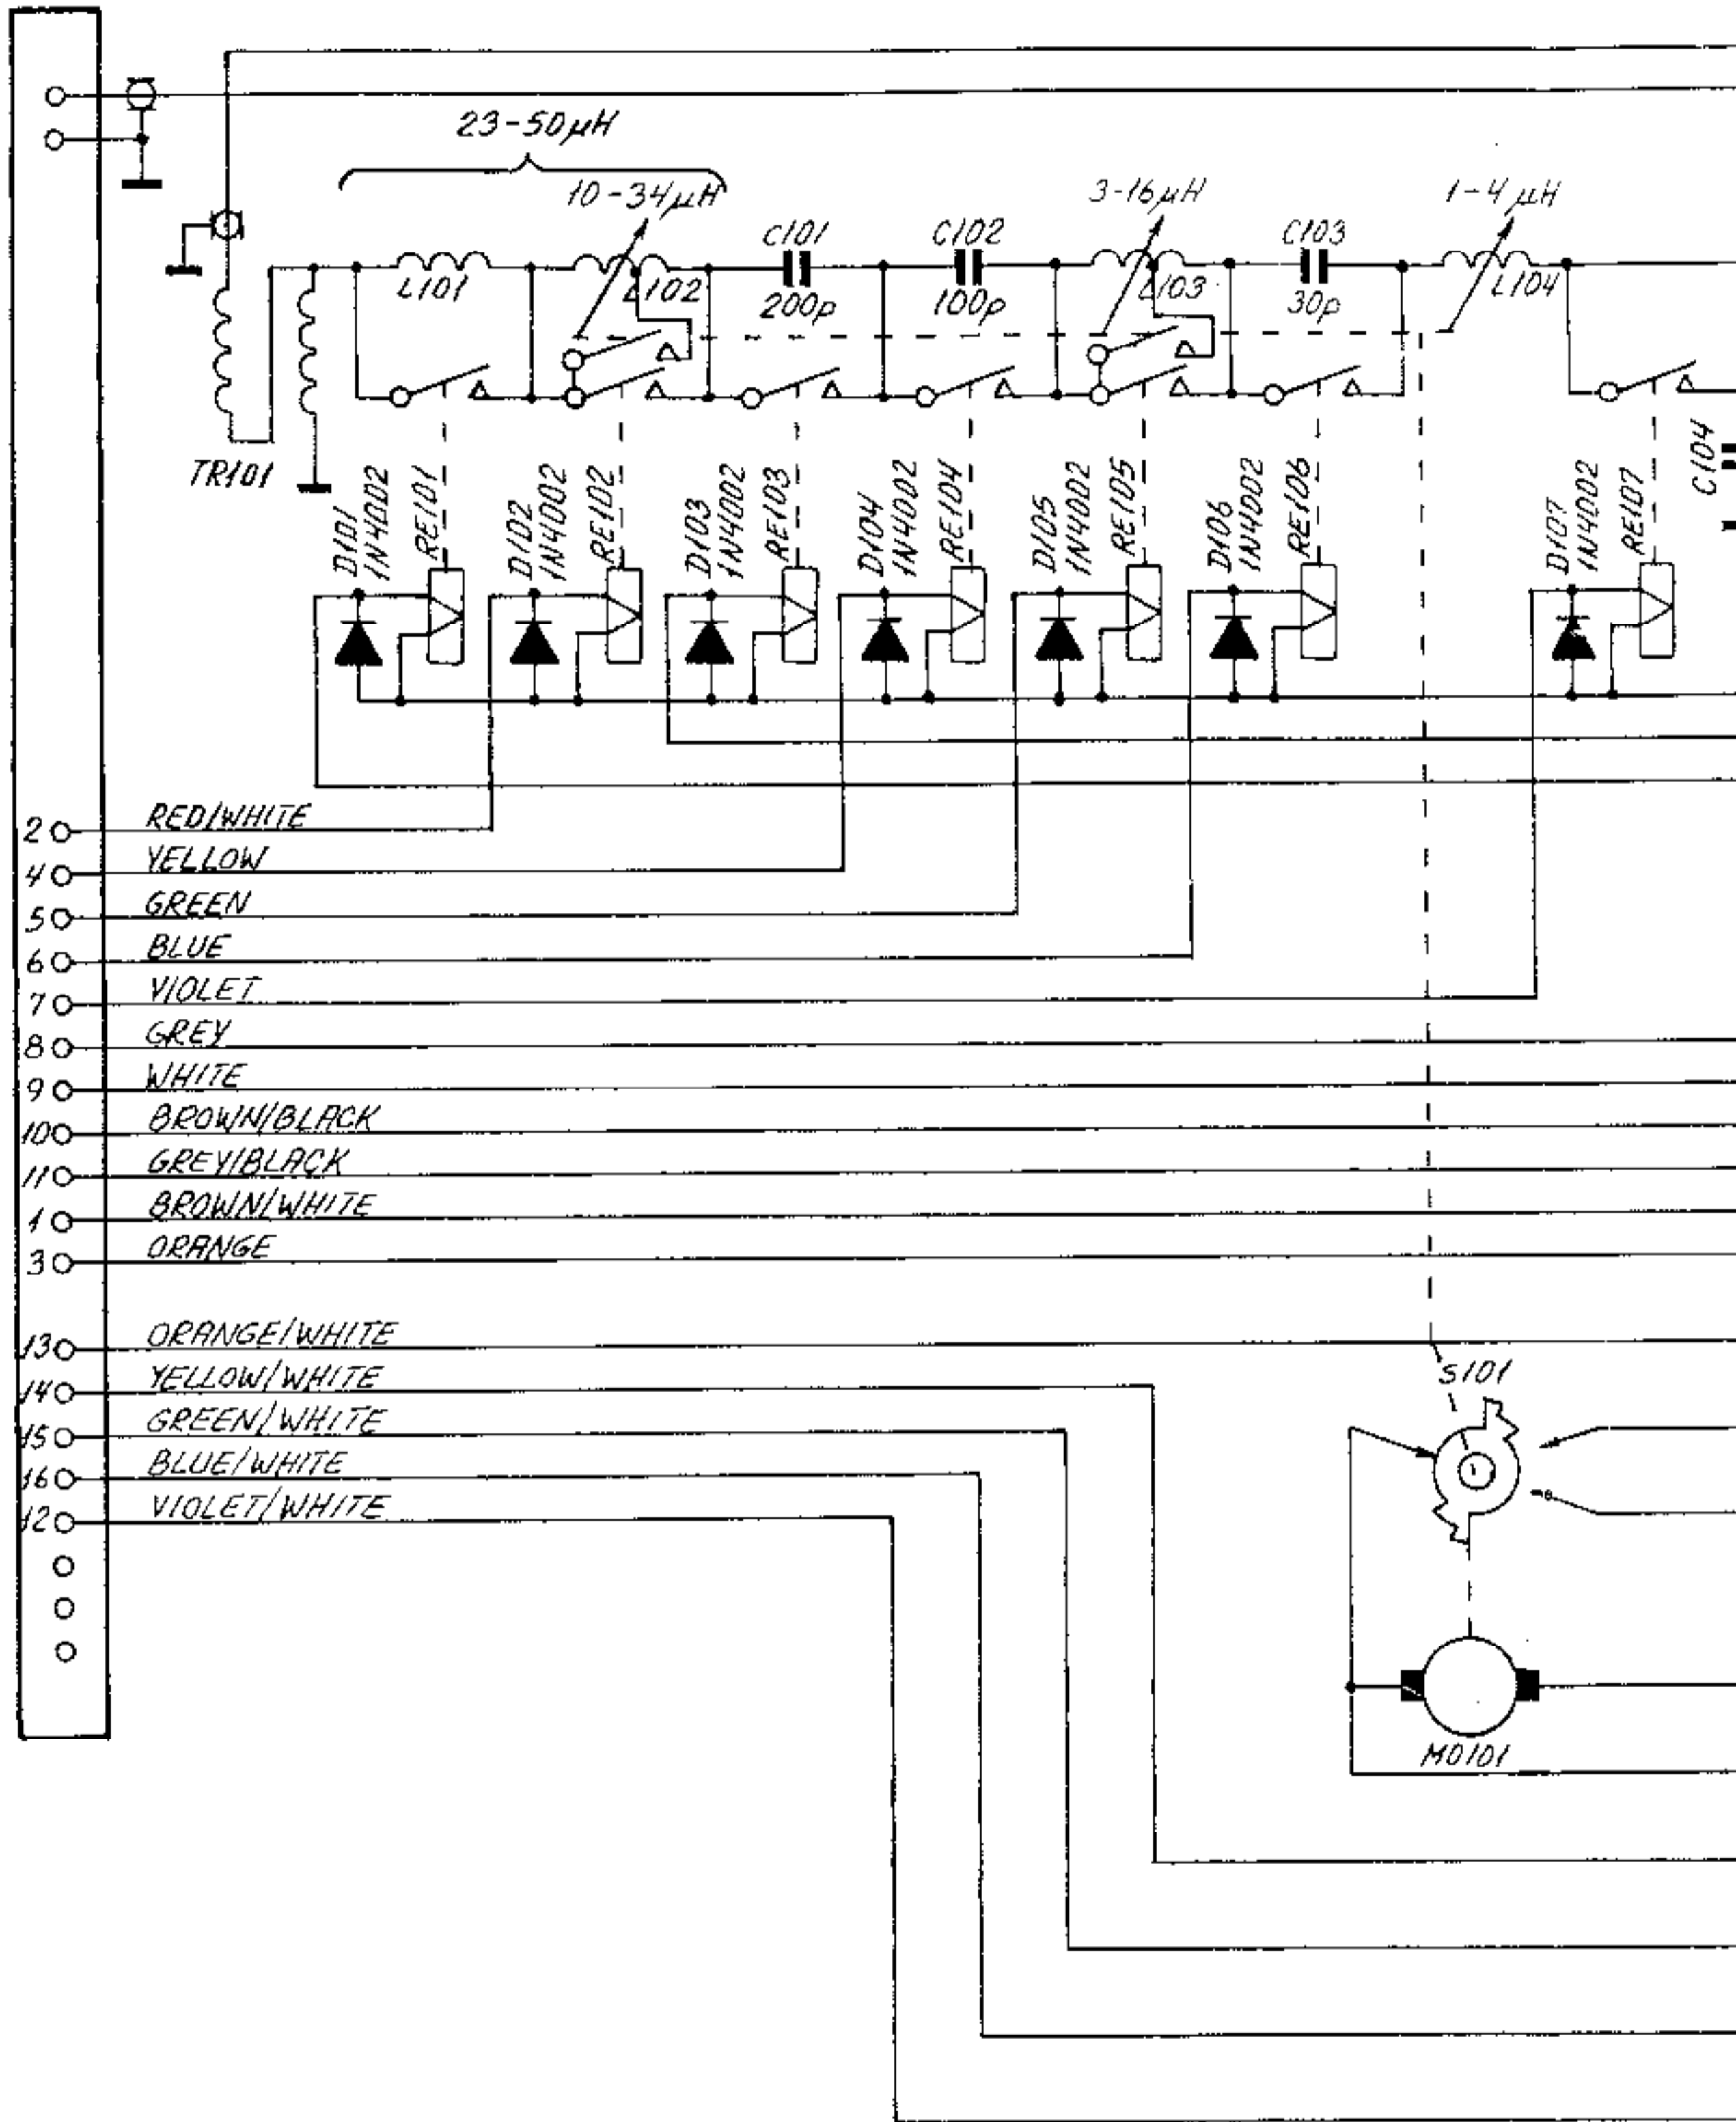 23-50µH
10-34µH
3-16µH
1-4µH
C101
C102
C103
L101
L102
L103
L104
200p
100p
30p
TR101
D101
1N4002
RE101
D102
1N4002
RE102
D103
1N4002
RE103
D104
1N4002
RE104
D105
1N4002
RE105
D106
1N4002
RE106
D107
1N4002
RE107
C104
2 RED/WHITE
4 YELLOW
5 GREEN
6 BLUE
7 VIOLET
8 GREY
9 WHITE
10 BROWN/BLACK
11 GREY/BLACK
1 BROWN/WHITE
3 ORANGE
13 ORANGE/WHITE
14 YELLOW/WHITE
15 GREEN/WHITE
16 BLUE/WHITE
12 VIOLET/WHITE
S101
MO101